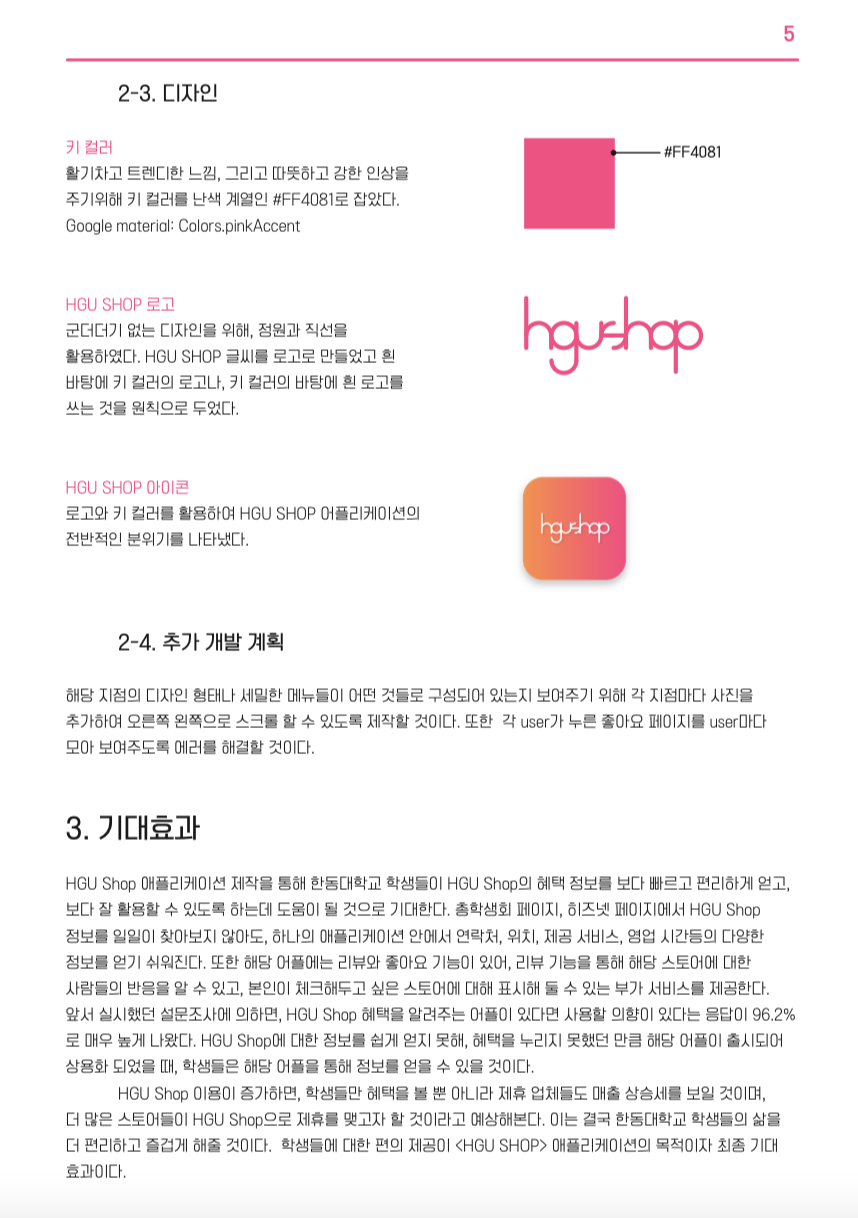 5
2-3. 디자인
키 컬러
활기차고 트렌디한 느낌, 그리고 따뜻하고 강한 인상을
주기위해 키 컬러를 난색 계열인 #FF4081로 잡았다.
Google material: Colors.pinkAccent
#FF4081
HGU SHOP 로고
군더더기 없는 디자인을 위해, 정원과 직선을
활용하였다. HGU SHOP 글씨를 로고로 만들었고 흰
바탕에 키 컬러의 로고나, 키 컬러의 바탕에 흰 로고를
쓰는 것을 원칙으로 두었다.
hgushop
HGU SHOP 아이콘
로고와 키 컬러를 활용하여 HGU SHOP 어플리케이션의
전반적인 분위기를 나타냈다.
hgushop
2-4. 추가 개발 계획
해당 지점의 디자인 형태나 세밀한 메뉴들이 어떤 것들로 구성되어 있는지 보여주기 위해 각 지점마다 사진을
추가하여 오른쪽 왼쪽으로 스크롤 할 수 있도록 제작할 것이다. 또한 각 user가 누른 좋아요 페이지를 user마다
모아 보여주도록 에러를 해결할 것이다.
3. 기대효과
HGU Shop 애플리케이션 제작을 통해 한동대학교 학생들이 HGU Shop의 혜택 정보를 보다 빠르고 편리하게 얻고,
보다 잘 활용할 수 있도록 하는데 도움이 될 것으로 기대한다. 총학생회 페이지, 히즈넷 페이지에서 HGU Shop
정보를 일일이 찾아보지 않아도, 하나의 애플리케이션 안에서 연락처, 위치, 제공 서비스, 영업 시간등의 다양한
정보를 얻기 쉬워진다. 또한 해당 어플에는 리뷰와 좋아요 기능이 있어, 리뷰 기능을 통해 해당 스토어에 대한
사람들의 반응을 알 수 있고, 본인이 체크해두고 싶은 스토어에 대해 표시해 둘 수 있는 부가 서비스를 제공한다.
앞서 실시했던 설문조사에 의하면, HGU Shop 혜택을 알려주는 어플이 있다면 사용할 의향이 있다는 응답이 96.2%
로 매우 높게 나왔다. HGU Shop에 대한 정보를 쉽게 얻지 못해, 혜택을 누리지 못했던 만큼 해당 어플이 출시되어
상용화 되었을 때, 학생들은 해당 어플을 통해 정보를 얻을 수 있을 것이다.
HGU Shop 이용이 증가하면, 학생들만 혜택을 볼 뿐 아니라 제휴 업체들도 매출 상승세를 보일 것이며,
더 많은 스토어들이 HGU Shop으로 제휴를 맺고자 할 것이라고 예상해본다. 이는 결국 한동대학교 학생들의 삶을
더 편리하고 즐겁게 해줄 것이다. 학생들에 대한 편의 제공이 <HGU SHOP> 애플리케이션의 목적이자 최종 기대
효과이다.